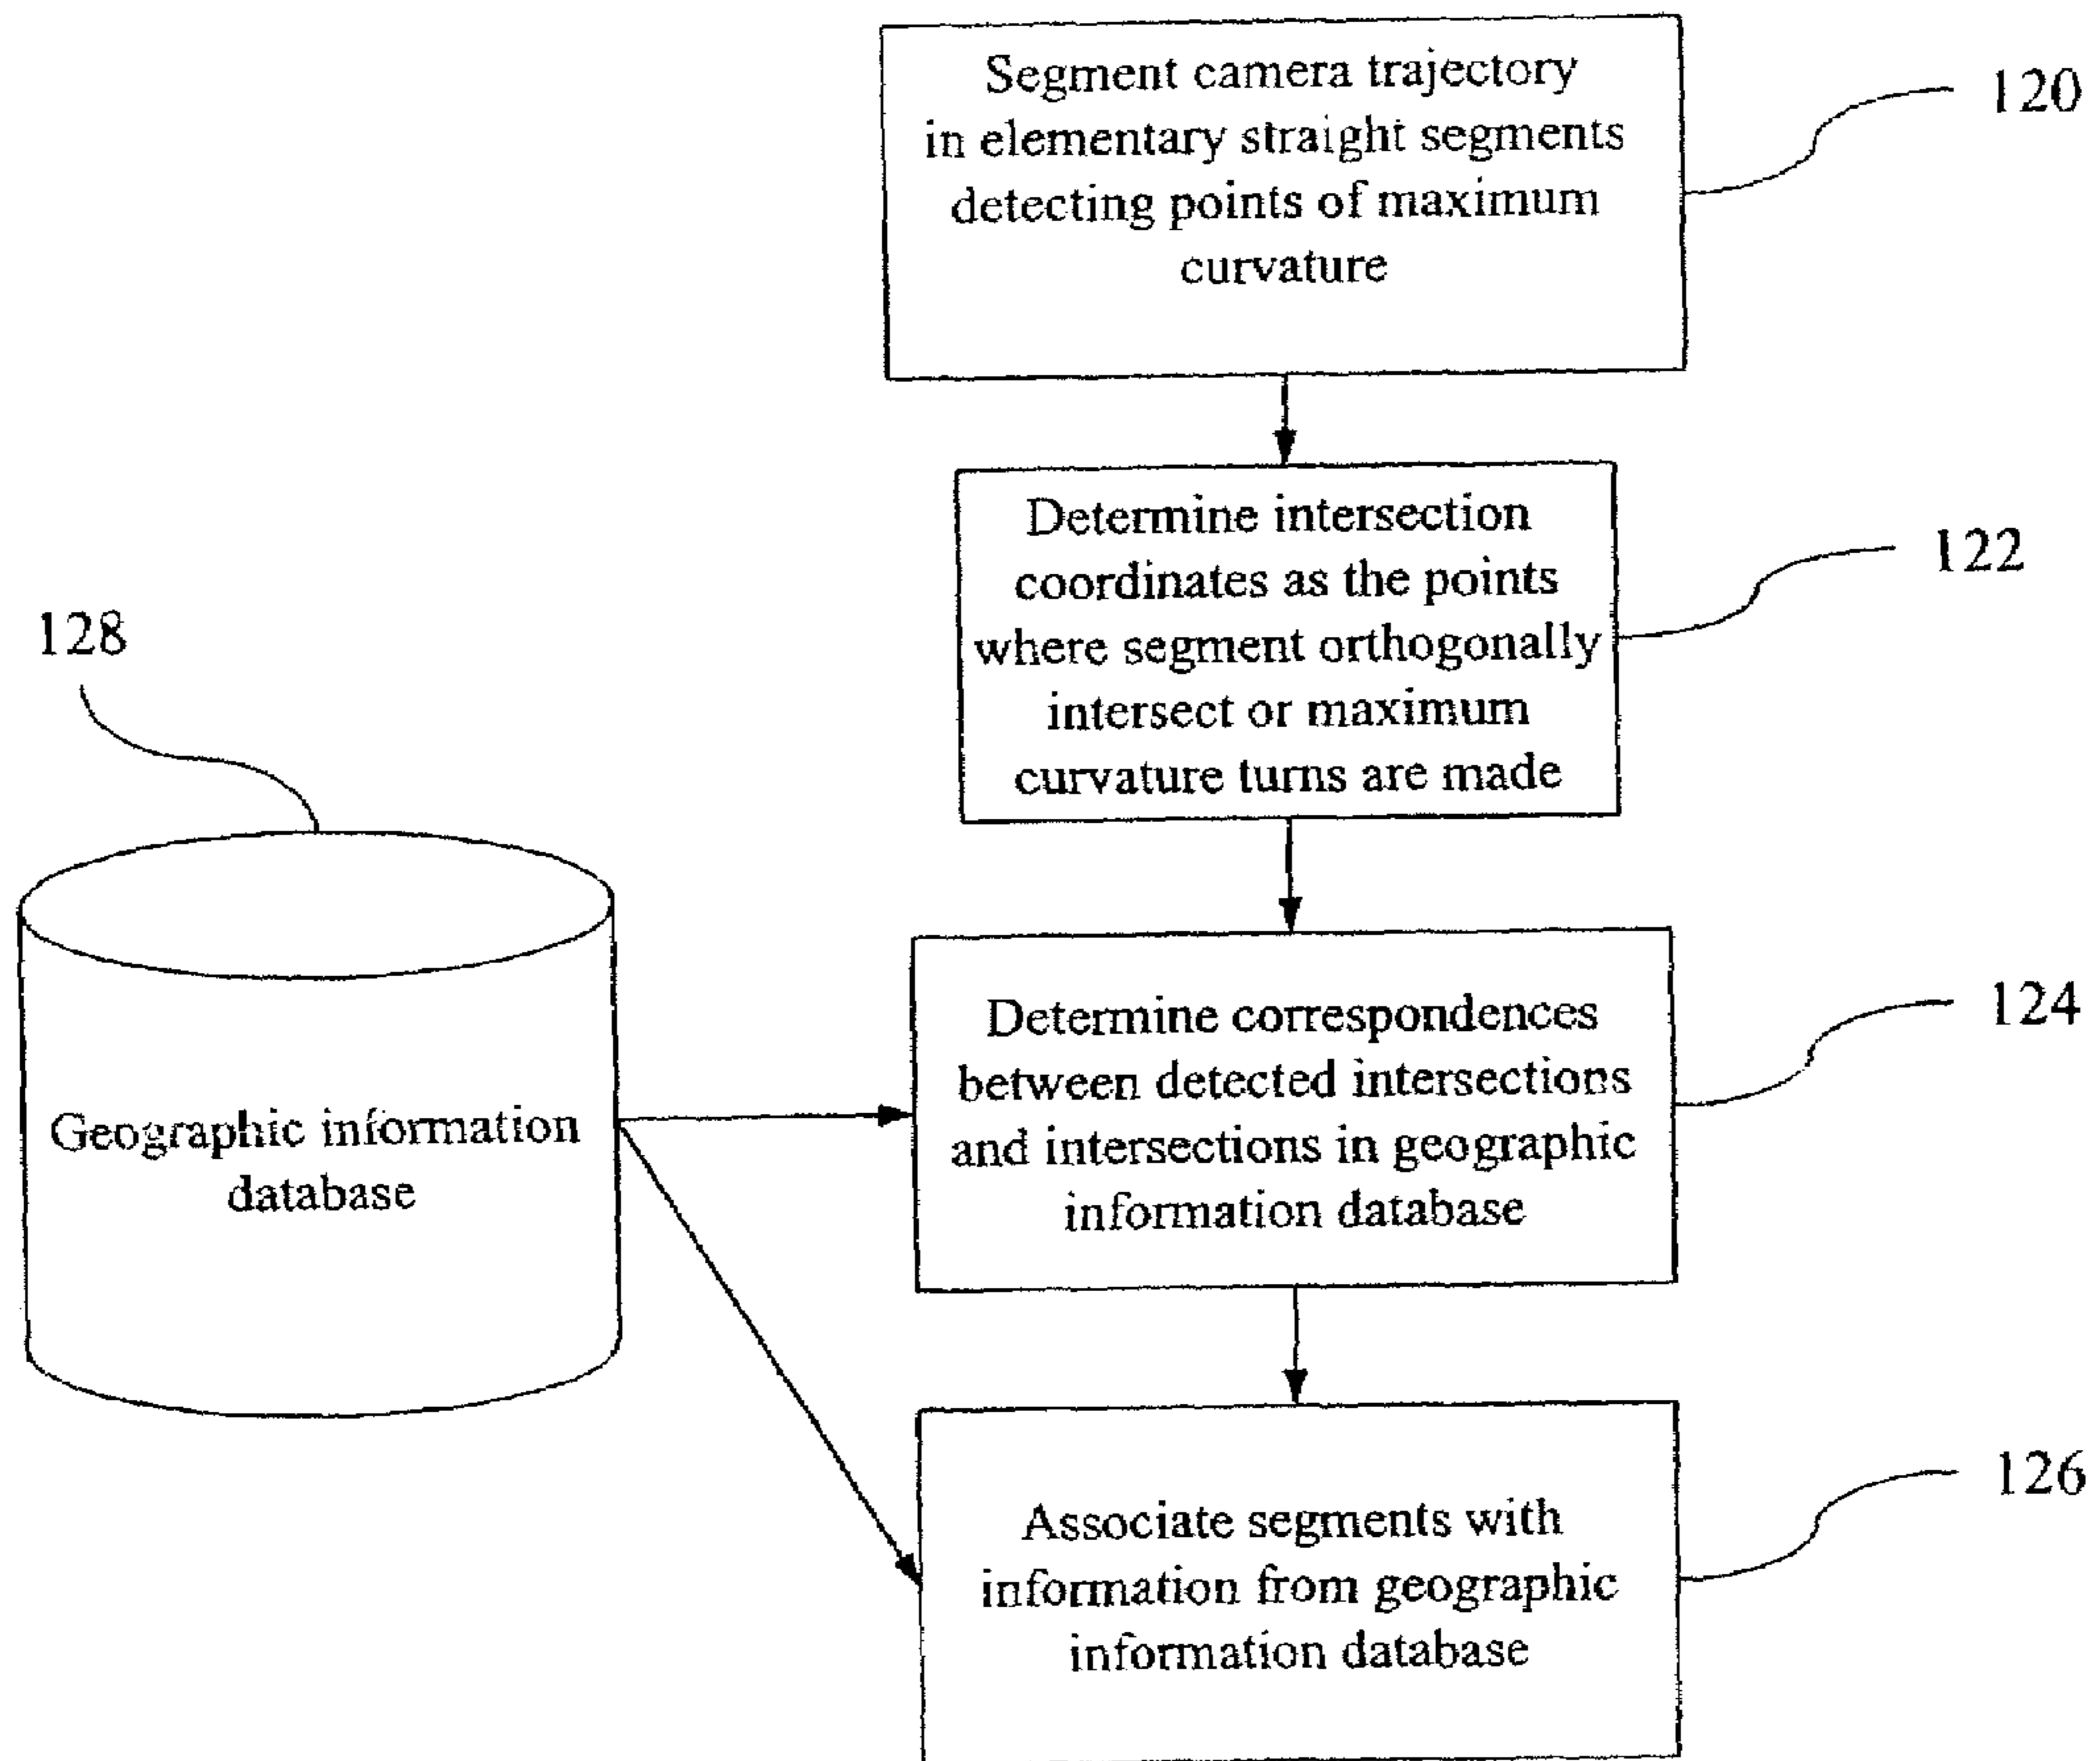 Segment camera trajectory
in elementary straight segments
detecting points of maximum
curvature
120
Determine intersection
coordinates as the points
where segment orthogonally
intersect or maximum
curvature turns are made
122
128
Geographic information
database
Determine correspondences
between detected intersections
and intersections in geographic
information database
124
Associate segments with
information from geographic
information database
126